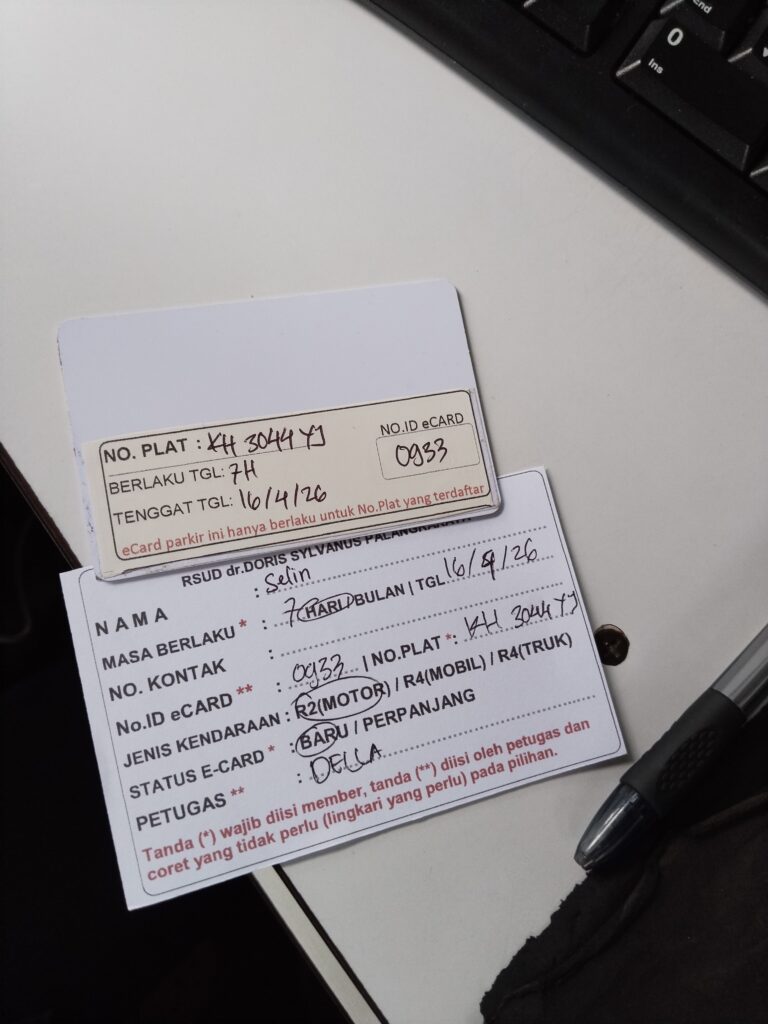 End
0
Ins
NO. PLAT : KH 3044 YJ
NO.ID eCARD
0933
BERLAKU TGL: 7H
TENGGAT TGL: 16/4/26
eCard parkir ini hanya berlaku untuk No.Plat yang terdaftar
RSUD dr.DORIS SYLVANUS PALANGKARAYA
NAMA : Selin
MASA BERLAKU * : 7 HARI/BULAN | TGL 16/4/26
NO. KONTAK :
No.ID eCARD ** : 0933 | NO.PLAT *: KH 3044 YJ
JENIS KENDARAAN : R2(MOTOR) / R4(MOBIL) / R4(TRUK)
STATUS E-CARD * : BARU / PERPANJANG
PETUGAS ** : DELLA
Tanda (*) wajib diisi member, tanda (**) diisi oleh petugas dan
coret yang tidak perlu (lingkari yang perlu) pada pilihan.